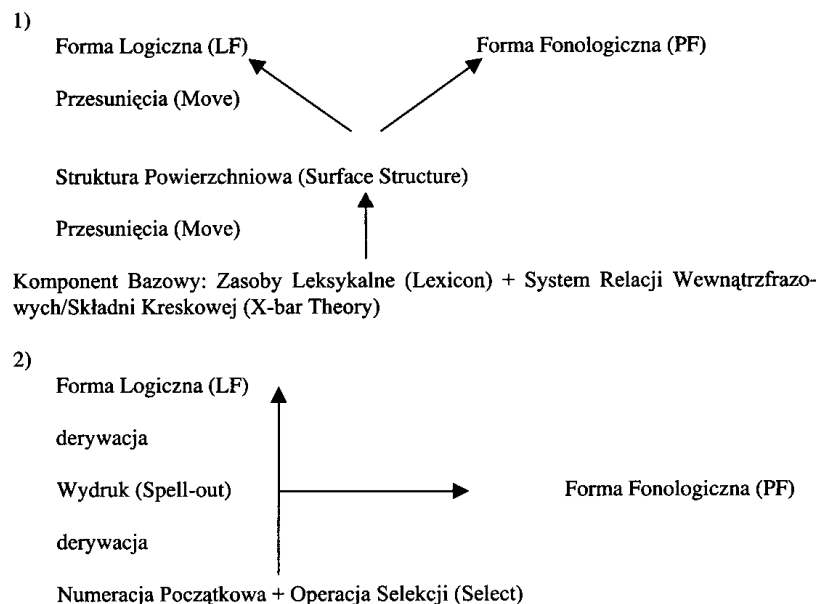 1)
Forma Logiczna (LF) Forma Fonologiczna (PF)
Przesunięcia (Move)
Struktura Powierzchniowa (Surface Structure)
Przesunięcia (Move)
Komponent Bazowy: Zasoby Leksykalne (Lexicon) + System Relacji Wewnątrzfrazo-
wych/Składni Kreskowej (X-bar Theory)
2)
Forma Logiczna (LF)
derywacja
Wydruk (Spell-out) Forma Fonologiczna (PF)
derywacja
Numeracja Początkowa + Operacja Selekcji (Select)